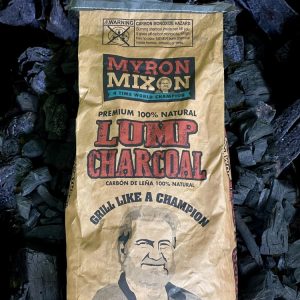 WARNING
CARBON MONOXIDE HAZARD
MYRON
MIXON
4 TIME WORLD CHAMPION
PREMIUM 100% NATURAL
LUMP
CHARCOAL
CARBÓN DE LEÑA 100% NATURAL
GRILL LIKE A CHAMPION